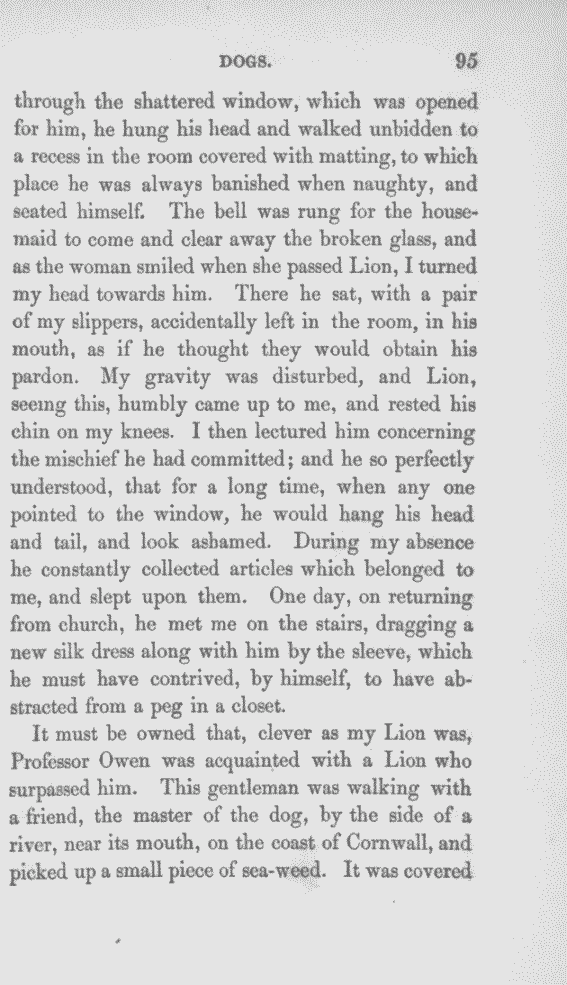 DOGS. 95
through the shattered window, which was opened
for him, he hung his head and walked unbidden to
a recess in the room covered with matting, to which
place he was always banished when naughty, and
seated himself. The bell was rung for the house-
maid to come and clear away the broken glass, and
as the woman smiled when she passed Lion, I turned
my head towards him. There he sat, with a pair
of my slippers, accidentally left in the room, in his
mouth, as if he thought they would obtain his
pardon. My gravity was disturbed, and Lion,
seeing this, humbly came up to me, and rested his
chin on my knees. I then lectured him concerning
the mischief he had committed; and he so perfectly
understood, that for a long time, when any one
pointed to the window, he would hang his head
and tail, and look ashamed. During my absence
he constantly collected articles which belonged to
me, and slept upon them. One day, on returning
from church, he met me on the stairs, dragging a
new silk dress along with him by the sleeve, which
he must have contrived, by himself, to have ab-
stracted from a peg in a closet.
It must be owned that, clever as my Lion was,
Professor Owen was acquainted with a Lion who
surpassed him. This gentleman was walking with
a friend, the master of the dog, by the side of a
river, near its mouth, on the coast of Cornwall, and
picked up a small piece of sea-weed. It was covered